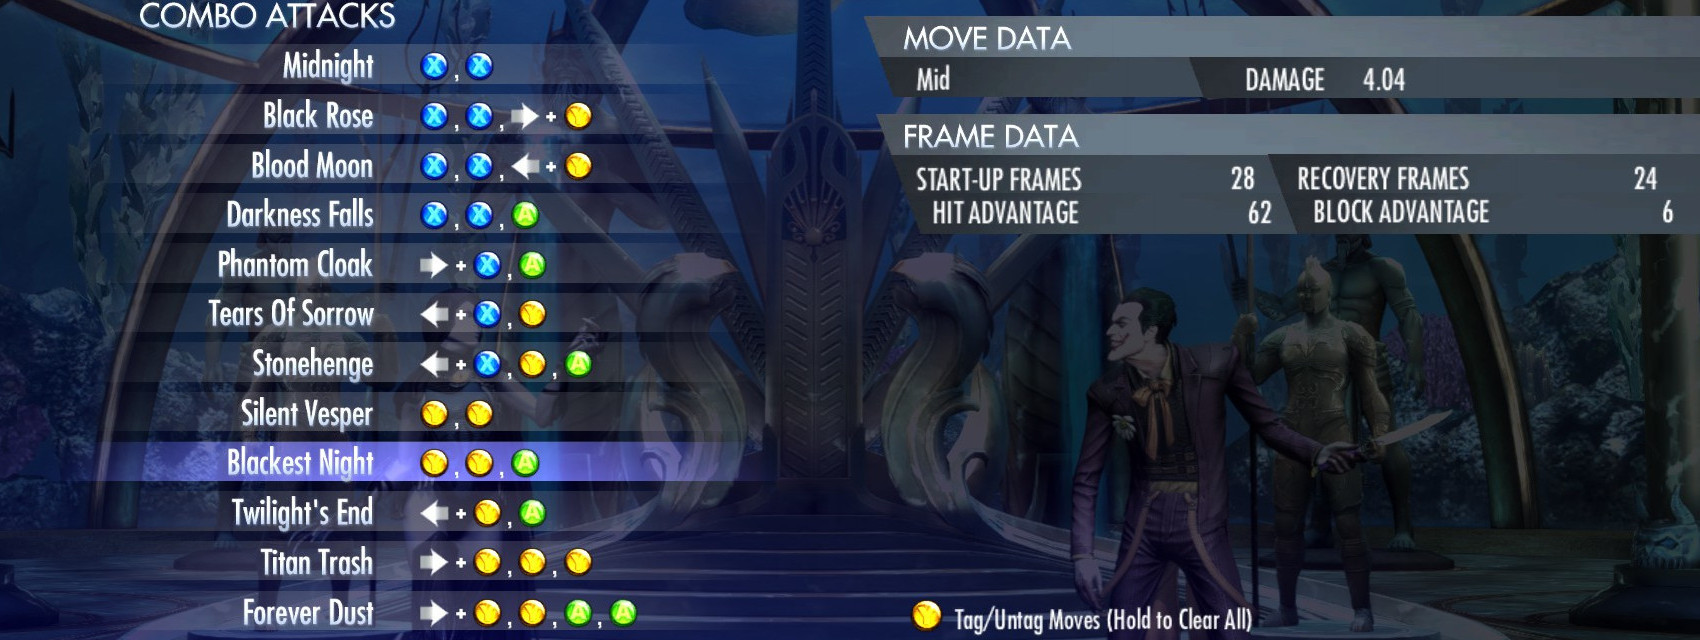 COMBO ATTACKS
Midnight X , X
Black Rose X , X , + Y
Blood Moon X , X , + Y
Darkness Falls X , X , A
Phantom Cloak + X , A
Tears Of Sorrow + X , Y
Stonehenge + X , Y , A
Silent Vesper Y , Y
Blackest Night Y , Y , A
Twilight's End + Y , A
Titan Trash + Y , Y , Y
Forever Dust + Y , Y , A , A
MOVE DATA
Mid DAMAGE 4.04
FRAME DATA
START-UP FRAMES 28 RECOVERY FRAMES 24
HIT ADVANTAGE 62 BLOCK ADVANTAGE 6
Y Tag/Untag Moves (Hold to Clear All)